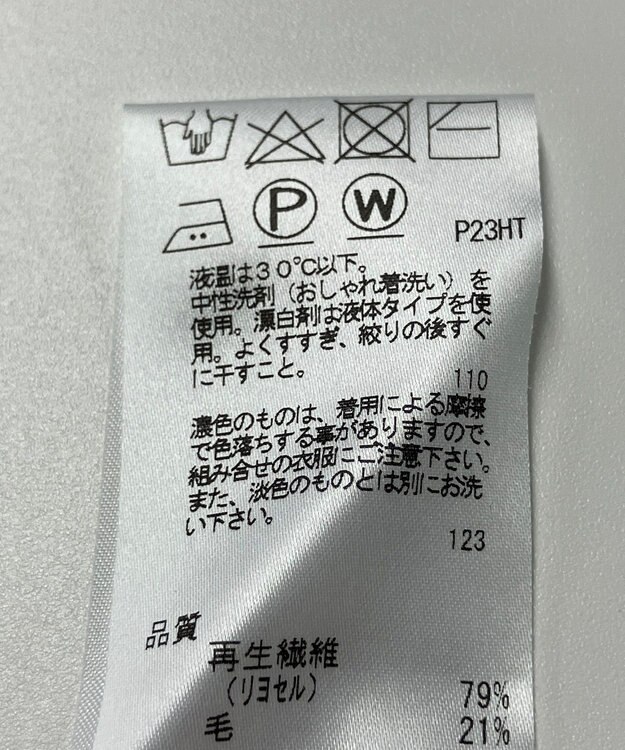 P W P23HT
液温は30℃以下。
中性洗剤(おしゃれ着洗い)を
使用。漂白剤は液体タイプを使
用。よくすすぎ、絞りの後すぐ
に干すこと。
110
濃色のものは、着用による摩擦
で色落ちする事がありますので、
組み合せの衣服にご注意下さい。
また、淡色のものとは別にお洗
い下さい。
123
品質
再生繊維
(リヨセル) 79%
毛 21%